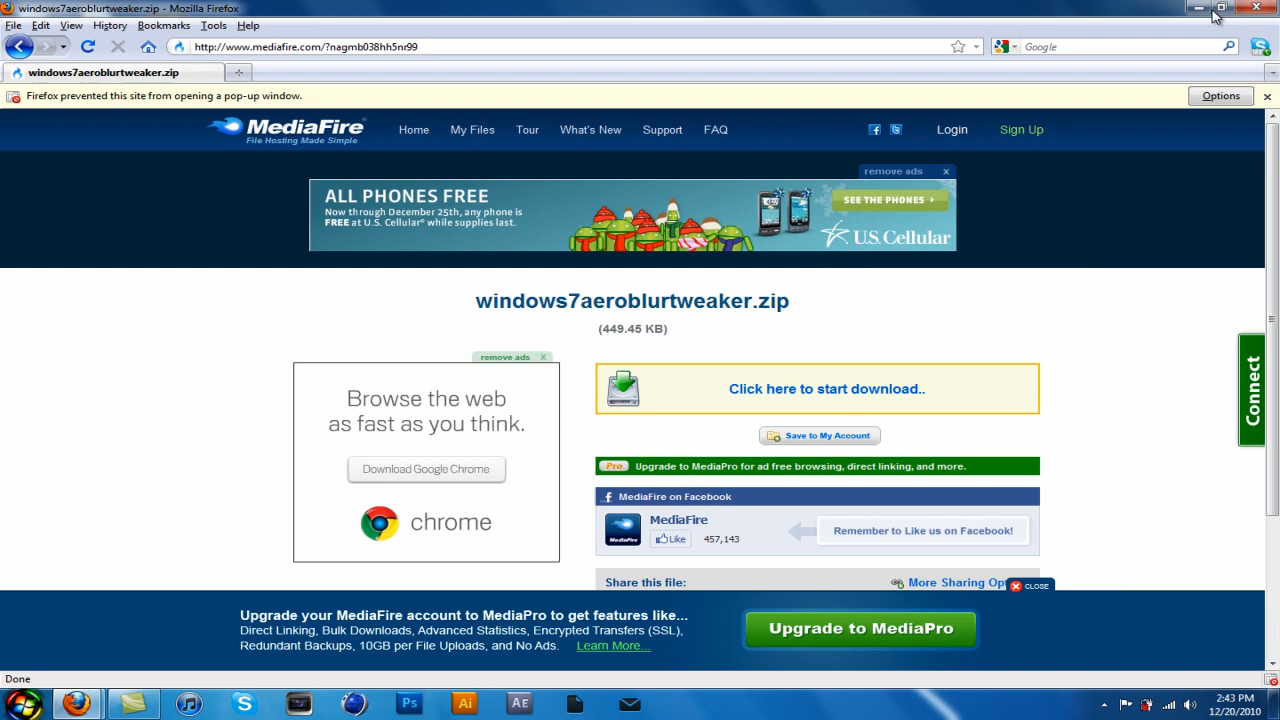 windows7aeroblurtweaker.zip - Mozilla Firefox
File Edit View History Bookmarks Tools Help
http://www.mediafire.com/?nagmb038hh5nr99
Google
windows7aeroblurtweaker.zip
Firefox prevented this site from opening a pop-up window.
Options
MediaFire
File Hosting Made Simple
Home My Files Tour What's New Support FAQ
Login Sign Up
remove ads x
ALL PHONES FREE
Now through December 25th, any phone is
FREE at U.S. Cellular® while supplies last.
SEE THE PHONES
U.S. Cellular
windows7aeroblurtweaker.zip
(449.45 KB)
remove ads x
Browse the web
as fast as you think.
Download Google Chrome
chrome
Click here to start download..
Save to My Account
Pro Upgrade to MediaPro for ad free browsing, direct linking, and more.
MediaFire on Facebook
MediaFire
MediaFire
Like 457,143
Remember to Like us on Facebook!
Share this file:
More Sharing Opt
CLOSE
Connect
Upgrade your MediaFire account to MediaPro to get features like...
Direct Linking, Bulk Downloads, Advanced Statistics, Encrypted Transfers (SSL),
Redundant Backups, 10GB per File Uploads, and No Ads. Learn More...
Upgrade to MediaPro
Done
Ps Ai AE
2:43 PM
12/20/2010